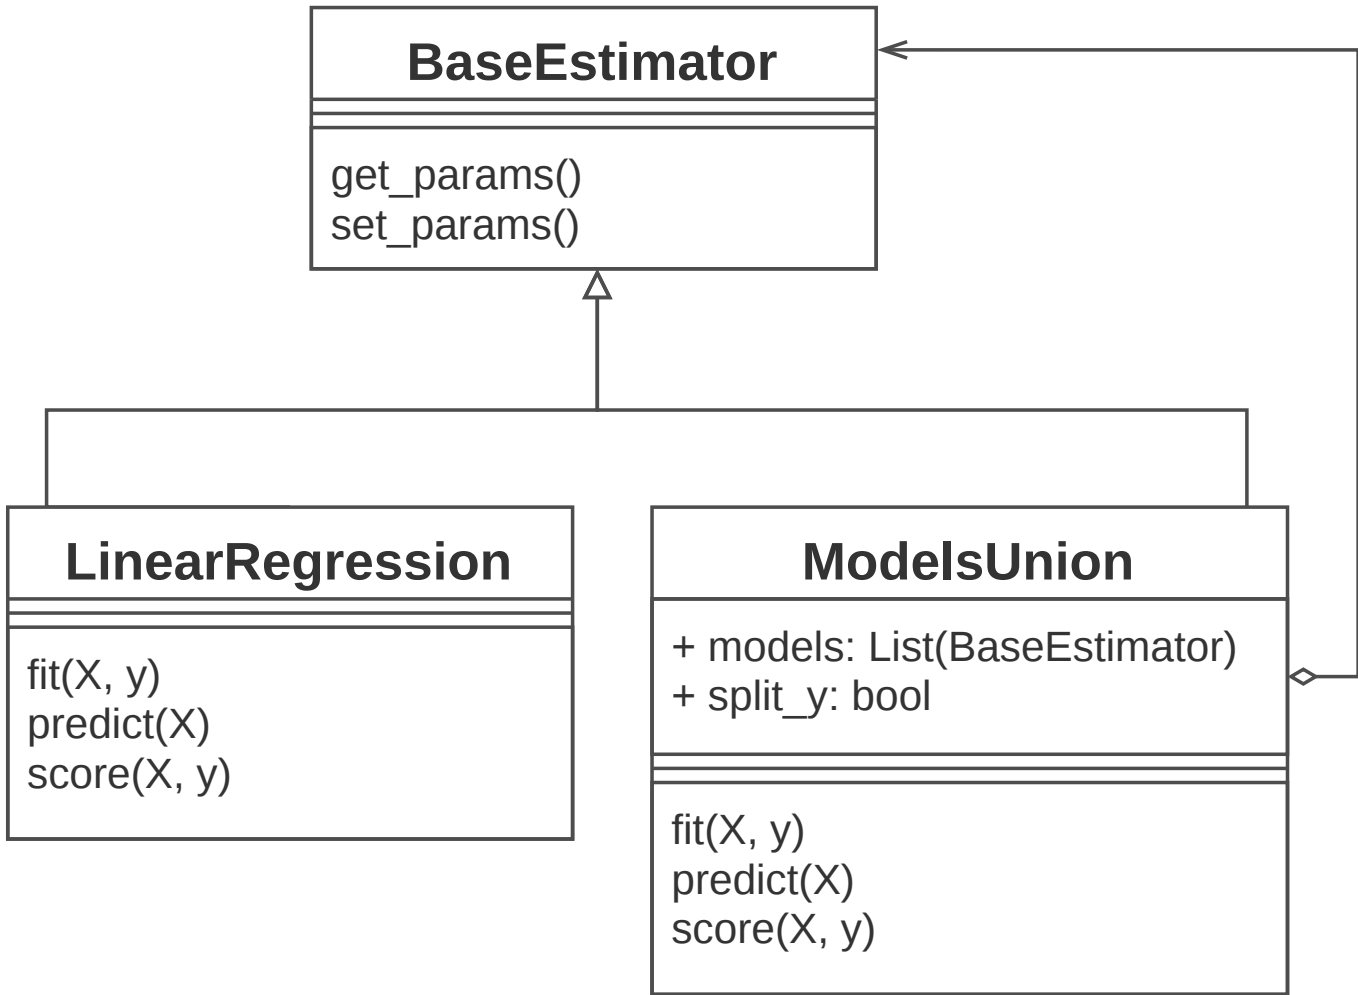 BaseEstimator
get_params()
set_params()
LinearRegression
fit(X, y)
predict(X)
score(X, y)
ModelsUnion
+ models: List(BaseEstimator)
+ split_y: bool
fit(X, y)
predict(X)
score(X, y)